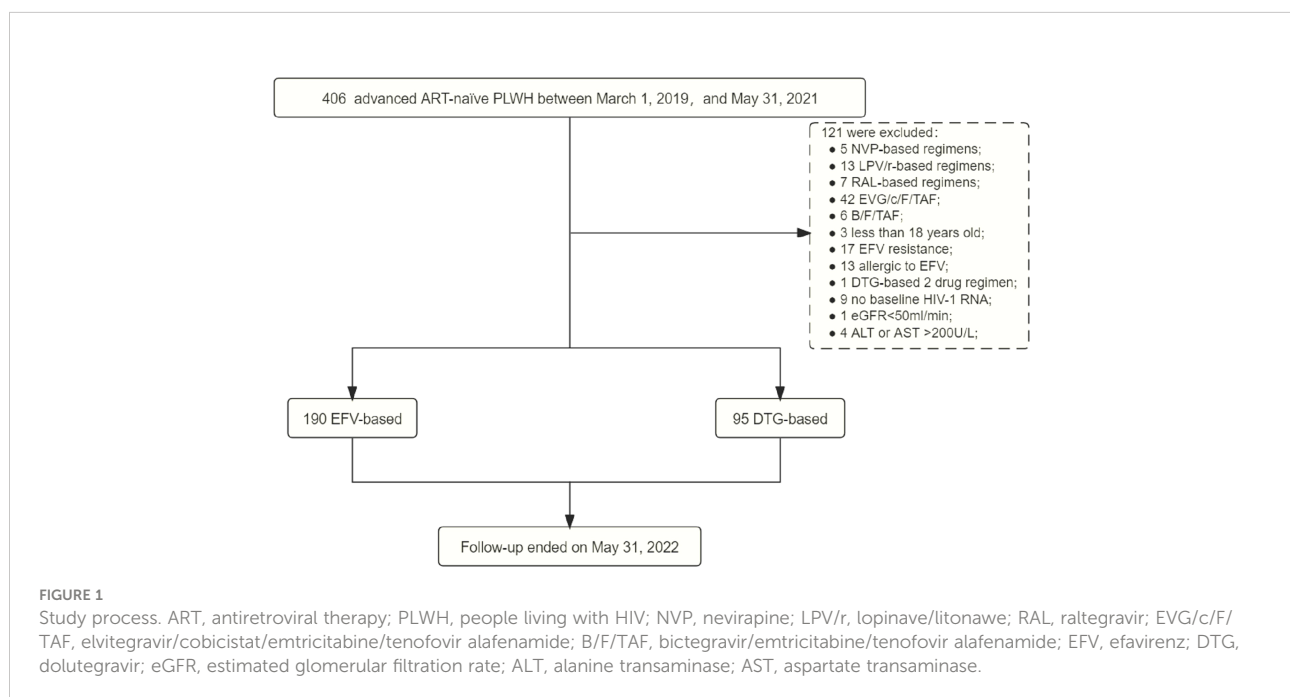 406 advanced ART-naïve PLWH between March 1, 2019, and May 31, 2021
121 were excluded:
● 5 NVP-based regimens;
● 13 LPV/r-based regimens;
● 7 RAL-based regimens;
● 42 EVG/c/F/TAF;
● 6 B/F/TAF;
● 3 less than 18 years old;
● 17 EFV resistance;
● 13 allergic to EFV;
● 1 DTG-based 2 drug regimen;
● 9 no baseline HIV-1 RNA;
● 1 eGFR<50ml/min;
● 4 ALT or AST >200U/L;
190 EFV-based
95 DTG-based
Follow-up ended on May 31, 2022
FIGURE 1
Study process. ART, antiretroviral therapy; PLWH, people living with HIV; NVP, nevirapine; LPV/r, lopinave/litonawe; RAL, raltegravir; EVG/c/F/
TAF, elvitegravir/cobicistat/emtricitabine/tenofovir alafenamide; B/F/TAF, bictegravir/emtricitabine/tenofovir alafenamide; EFV, efavirenz; DTG,
dolutegravir; eGFR, estimated glomerular filtration rate; ALT, alanine transaminase; AST, aspartate transaminase.